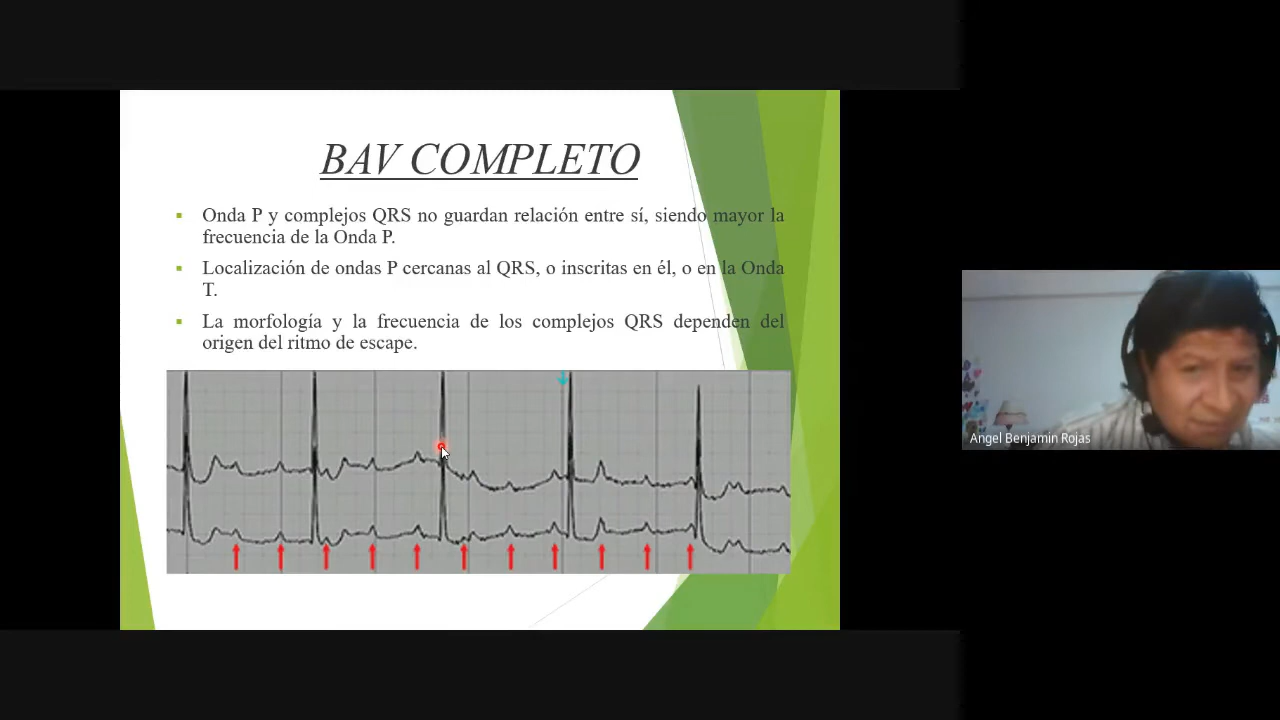 BAV COMPLETO
Onda P y complejos QRS no guardan relación entre sí, siendo mayor la
frecuencia de la Onda P.
Localización de ondas P cercanas al QRS, o inscritas en él, o en la Onda
T.
La morfología y la frecuencia de los complejos QRS dependen del
origen del ritmo de escape.
Angel Benjamin Rojas